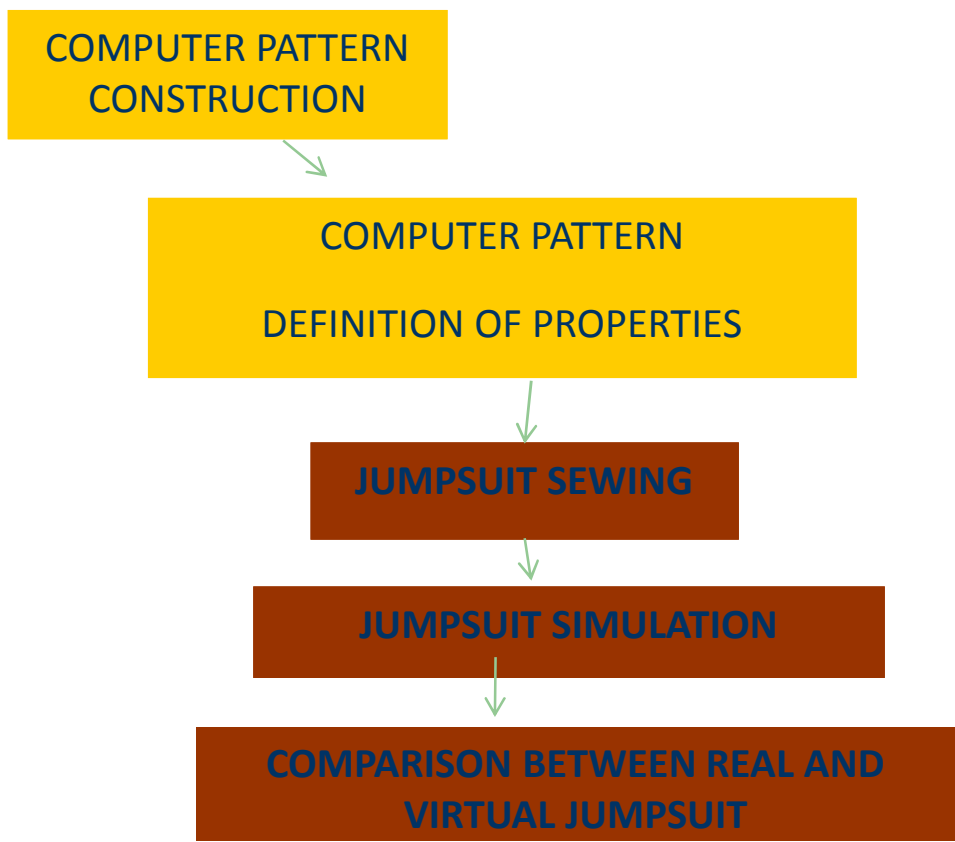 COMPUTER PATTERN
CONSTRUCTION
COMPUTER PATTERN
DEFINITION OF PROPERTIES
JUMPSUIT SEWING
JUMPSUIT SIMULATION
COMPARISON BETWEEN REAL AND
VIRTUAL JUMPSUIT